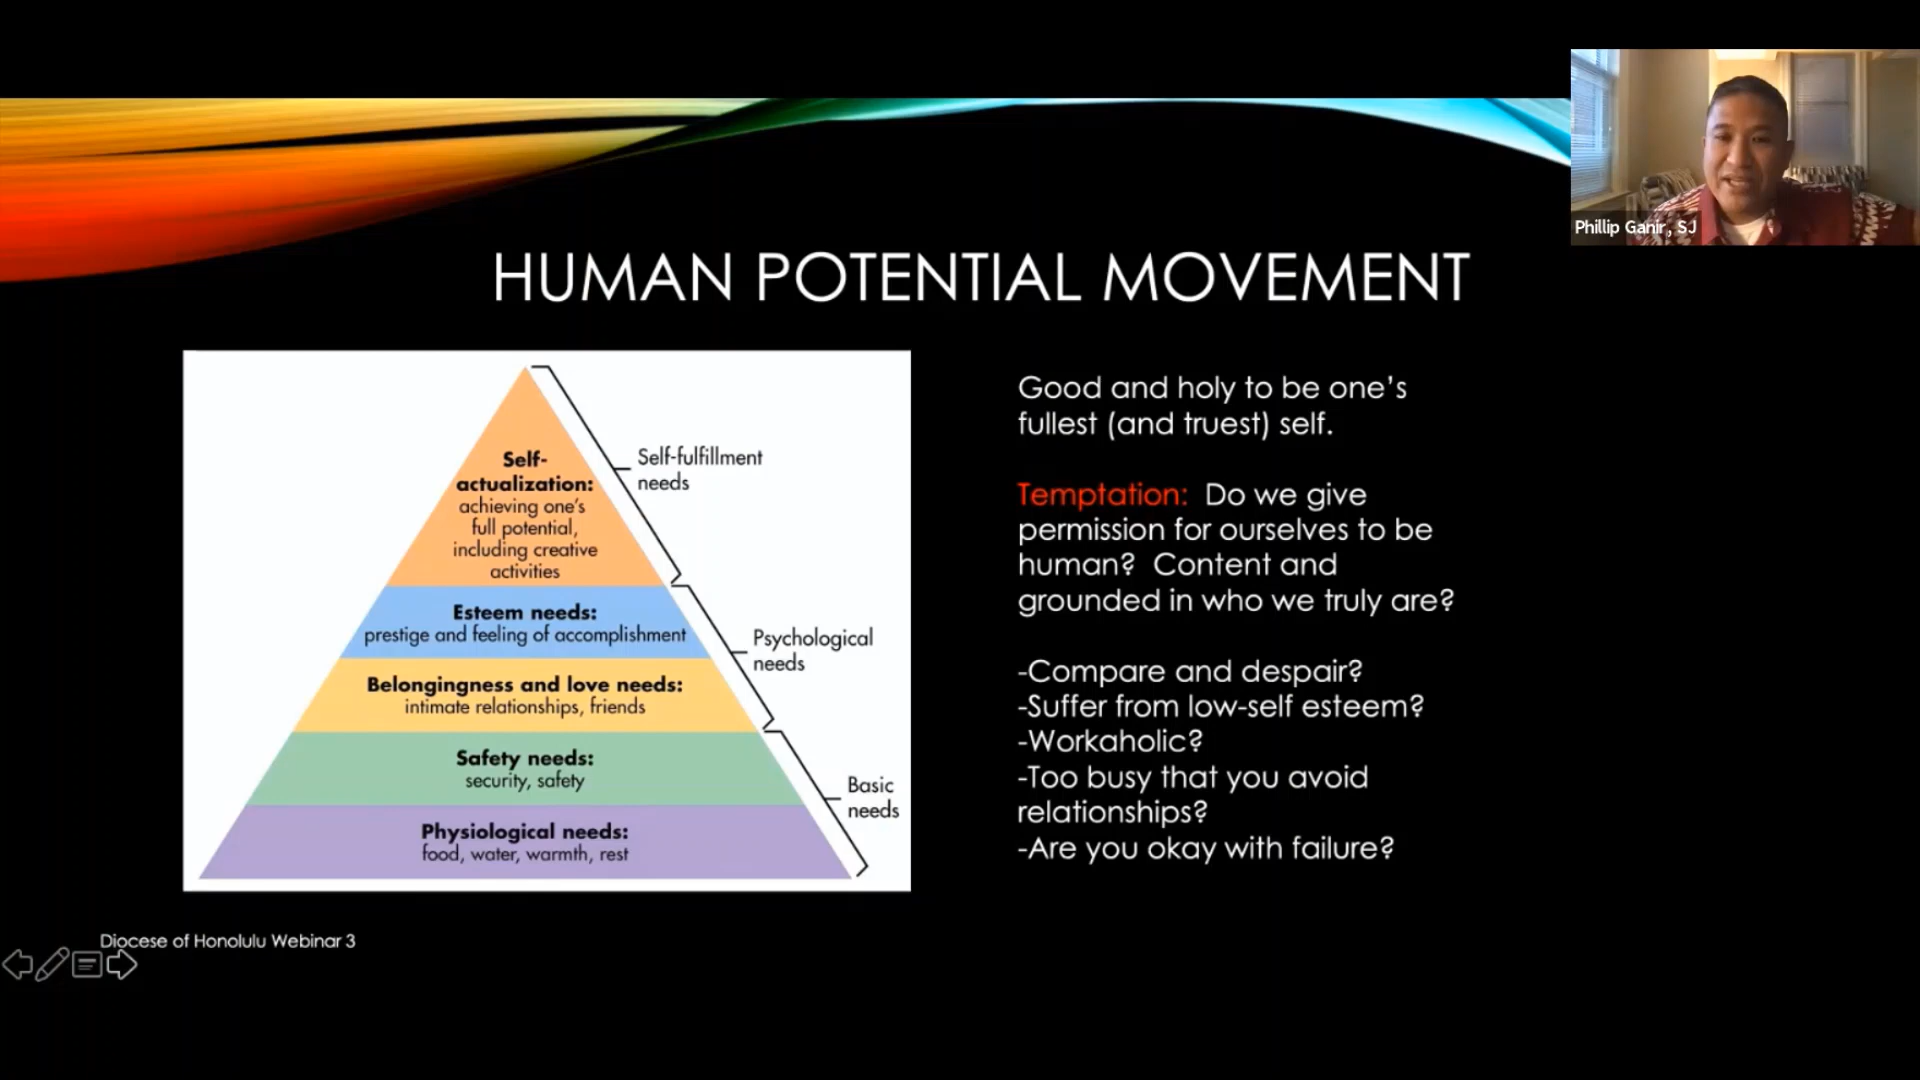 Phillip Ganir, SJ
HUMAN POTENTIAL MOVEMENT
Self-
actualization:
achieving one's
full potential,
including creative
activities
Self-fulfillment
needs
Esteem needs:
prestige and feeling of accomplishment
Psychological
needs
Belongingness and love needs:
intimate relationships, friends
Safety needs:
security, safety
Basic
needs
Physiological needs:
food, water, warmth, rest
Good and holy to be one's
fullest (and truest) self.
Temptation: Do we give
permission for ourselves to be
human? Content and
grounded in who we truly are?
-Compare and despair?
-Suffer from low-self esteem?
-Workaholic?
-Too busy that you avoid
relationships?
-Are you okay with failure?
Diocese of Honolulu Webinar 3